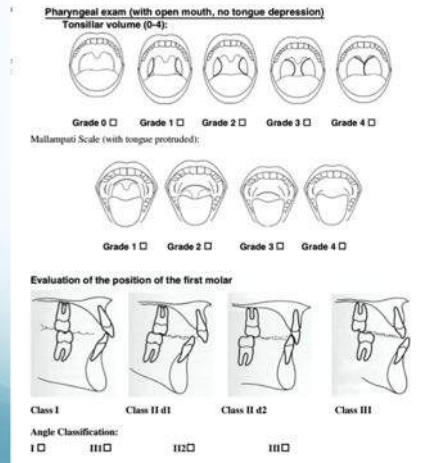 Pharyngeal exam (with open mouth, no tongue depression)
Tonsillar volume (0-4):
Grade 0 ☐ Grade 1 ☐ Grade 2 ☐ Grade 3 ☐ Grade 4 ☐
Mallampati Scale (with tongue protruded):
Grade 1 ☐ Grade 2 ☐ Grade 3 ☐ Grade 4 ☐
Evaluation of the position of the first molar
Class I Class II d1 Class II d2 Class III
Angle Classification:
I ☐ II1☐ II2☐ III☐